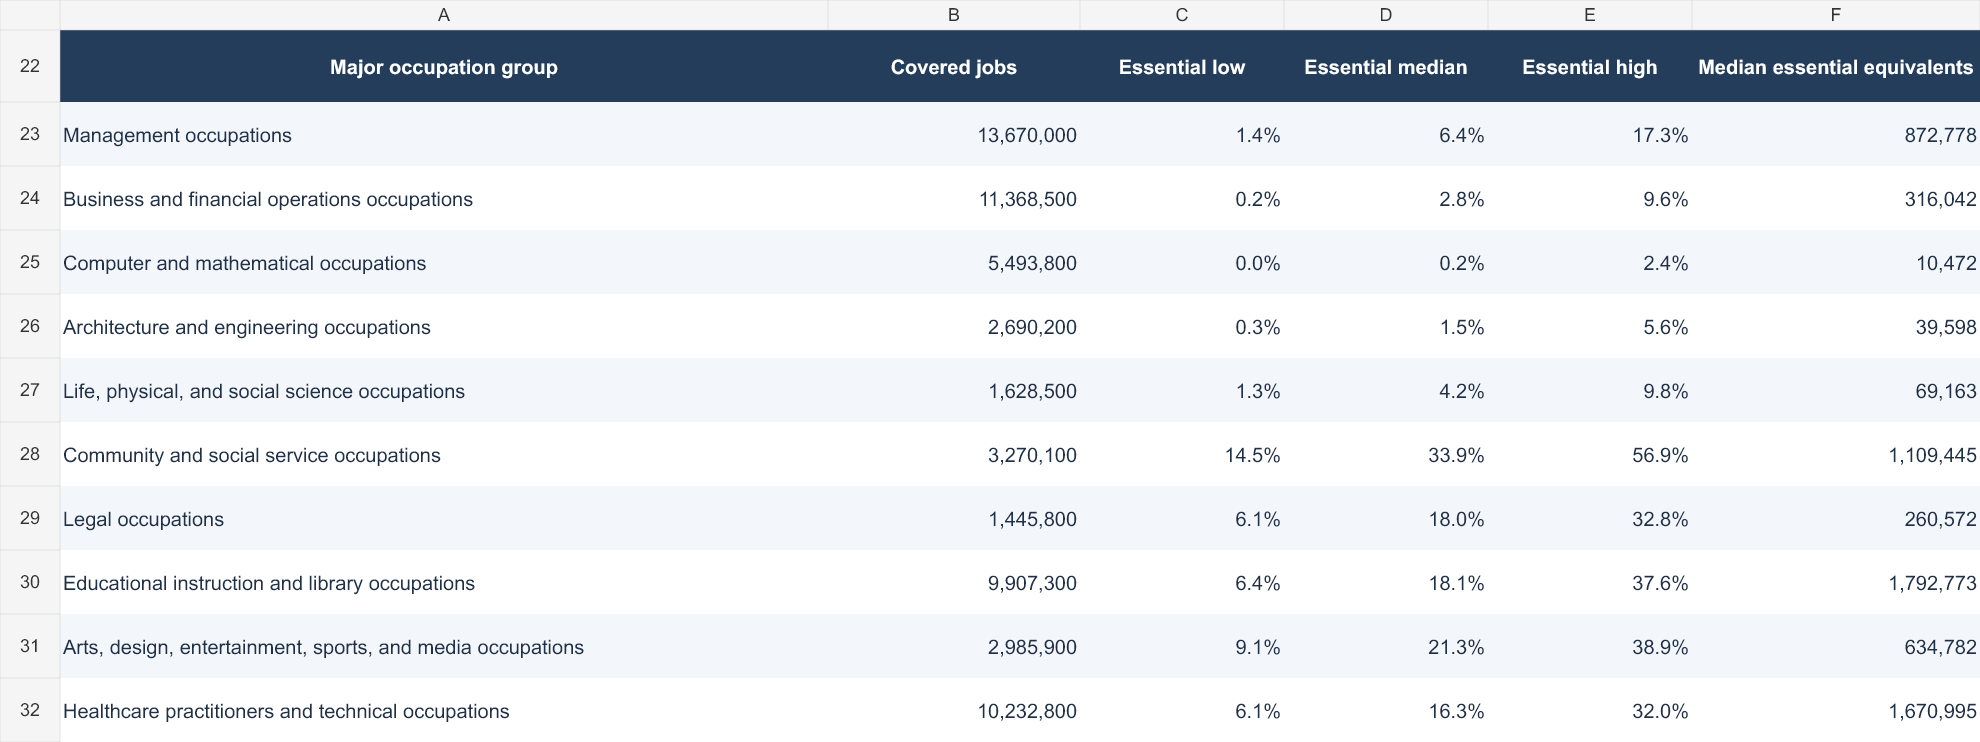 A B C D E F
22 Major occupation group Covered jobs Essential low Essential median Essential high Median essential equivalents
23 Management occupations 13,670,000 1.4% 6.4% 17.3% 872,778
24 Business and financial operations occupations 11,368,500 0.2% 2.8% 9.6% 316,042
25 Computer and mathematical occupations 5,493,800 0.0% 0.2% 2.4% 10,472
26 Architecture and engineering occupations 2,690,200 0.3% 1.5% 5.6% 39,598
27 Life, physical, and social science occupations 1,628,500 1.3% 4.2% 9.8% 69,163
28 Community and social service occupations 3,270,100 14.5% 33.9% 56.9% 1,109,445
29 Legal occupations 1,445,800 6.1% 18.0% 32.8% 260,572
30 Educational instruction and library occupations 9,907,300 6.4% 18.1% 37.6% 1,792,773
31 Arts, design, entertainment, sports, and media occupations 2,985,900 9.1% 21.3% 38.9% 634,782
32 Healthcare practitioners and technical occupations 10,232,800 6.1% 16.3% 32.0% 1,670,995